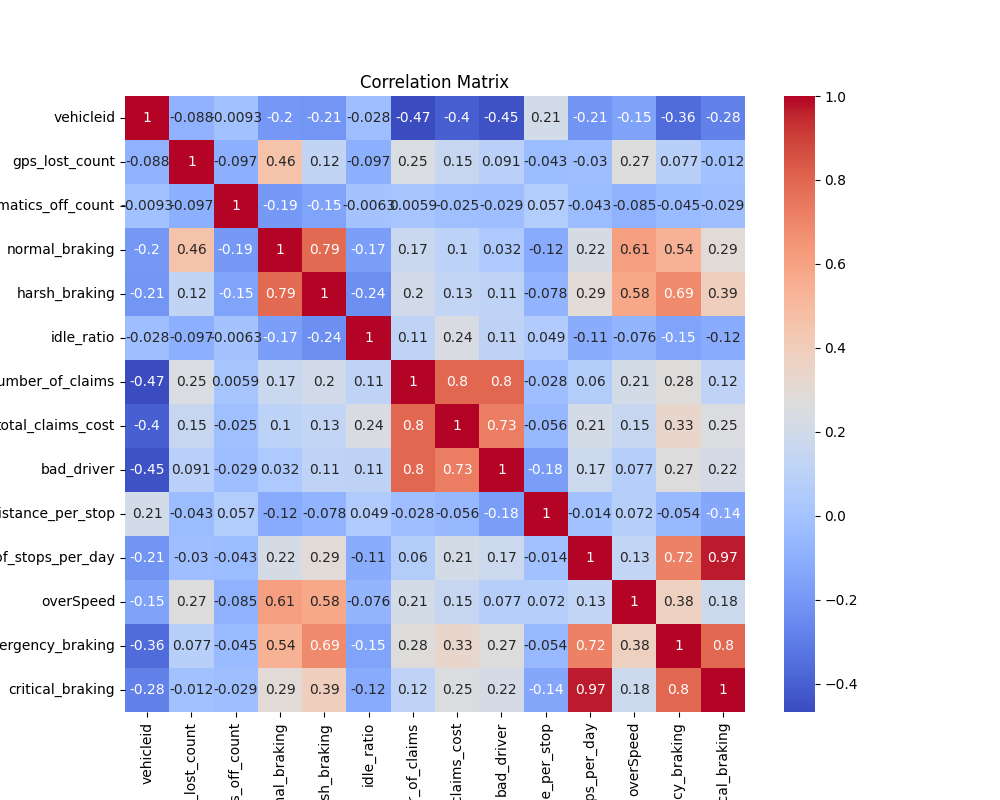 Correlation Matrix
vehicleid 1 -0.088 -0.0093 -0.2 -0.21 -0.028 -0.47 -0.4 -0.45 0.21 -0.21 -0.15 -0.36 -0.28
gps_lost_count -0.088 1 -0.097 0.46 0.12 -0.097 0.25 0.15 0.091 -0.043 -0.03 0.27 0.077 -0.012
matics_off_count -0.0093 -0.097 1 -0.19 -0.15 -0.0063 0.0059 -0.025 -0.029 0.057 -0.043 -0.085 -0.045 -0.029
normal_braking -0.2 0.46 -0.19 1 0.79 -0.17 0.17 0.1 0.032 -0.12 0.22 0.61 0.54 0.29
harsh_braking -0.21 0.12 -0.15 0.79 1 -0.24 0.2 0.13 0.11 -0.078 0.29 0.58 0.69 0.39
idle_ratio -0.028 -0.097 -0.0063 -0.17 -0.24 1 0.11 0.24 0.11 0.049 -0.11 -0.076 -0.15 -0.12
umber_of_claims -0.47 0.25 0.0059 0.17 0.2 0.11 1 0.8 0.8 -0.028 0.06 0.21 0.28 0.12
total_claims_cost -0.4 0.15 -0.025 0.1 0.13 0.24 0.8 1 0.73 -0.056 0.21 0.15 0.33 0.25
bad_driver -0.45 0.091 -0.029 0.032 0.11 0.11 0.8 0.73 1 -0.18 0.17 0.077 0.27 0.22
istance_per_stop 0.21 -0.043 0.057 -0.12 -0.078 0.049 -0.028 -0.056 -0.18 1 -0.014 0.072 -0.054 -0.14
of_stops_per_day -0.21 -0.03 -0.043 0.22 0.29 -0.11 0.06 0.21 0.17 -0.014 1 0.13 0.72 0.97
overSpeed -0.15 0.27 -0.085 0.61 0.58 -0.076 0.21 0.15 0.077 0.072 0.13 1 0.38 0.18
ergency_braking -0.36 0.077 -0.045 0.54 0.69 -0.15 0.28 0.33 0.27 -0.054 0.72 0.38 1 0.8
critical_braking -0.28 -0.012 -0.029 0.29 0.39 -0.12 0.12 0.25 0.22 -0.14 0.97 0.18 0.8 1
vehicleid
_lost_count
s_off_count
nal_braking
sh_braking
idle_ratio
r_of_claims
claims_cost
bad_driver
e_per_stop
ps_per_day
overSpeed
cy_braking
cal_braking
1.0
0.8
0.6
0.4
0.2
0.0
−0.2
−0.4